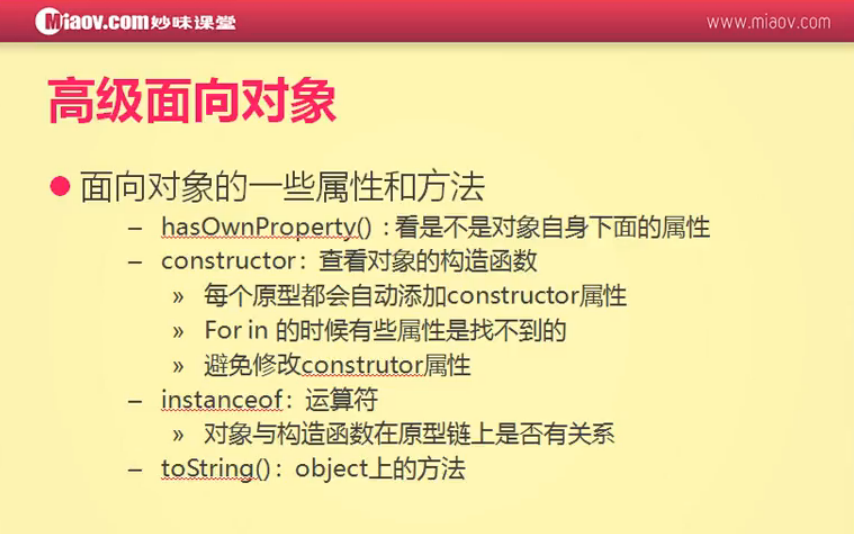 Miaov.com妙味课堂
www.miaov.com
高级面向对象
● 面向对象的一些属性和方法
– hasOwnProperty() : 看是不是对象自身下面的属性
– constructor : 查看对象的构造函数
» 每个原型都会自动添加constructor属性
» For in 的时候有些属性是找不到的
» 避免修改construtor属性
– instanceof : 运算符
» 对象与构造函数在原型链上是否有关系
– toString() : object上的方法